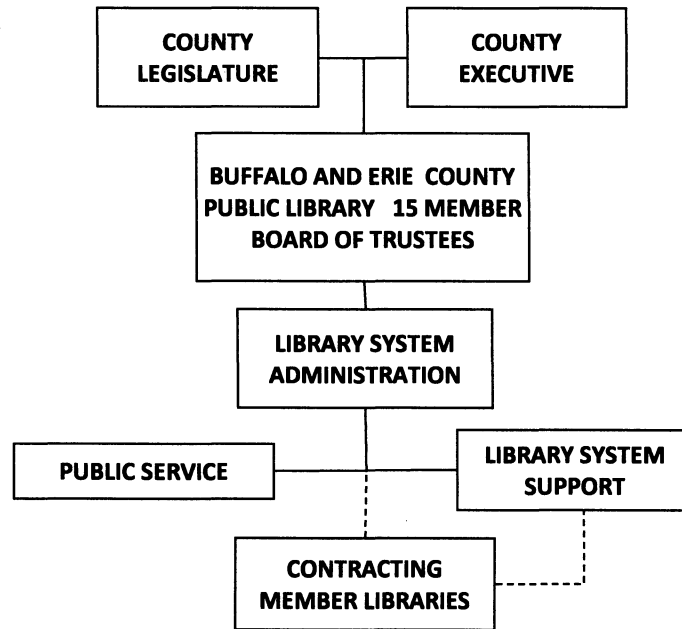 COUNTY
LEGISLATURE
COUNTY
EXECUTIVE
BUFFALO AND ERIE COUNTY
PUBLIC LIBRARY 15 MEMBER
BOARD OF TRUSTEES
LIBRARY SYSTEM
ADMINISTRATION
PUBLIC SERVICE
LIBRARY SYSTEM
SUPPORT
CONTRACTING
MEMBER LIBRARIES